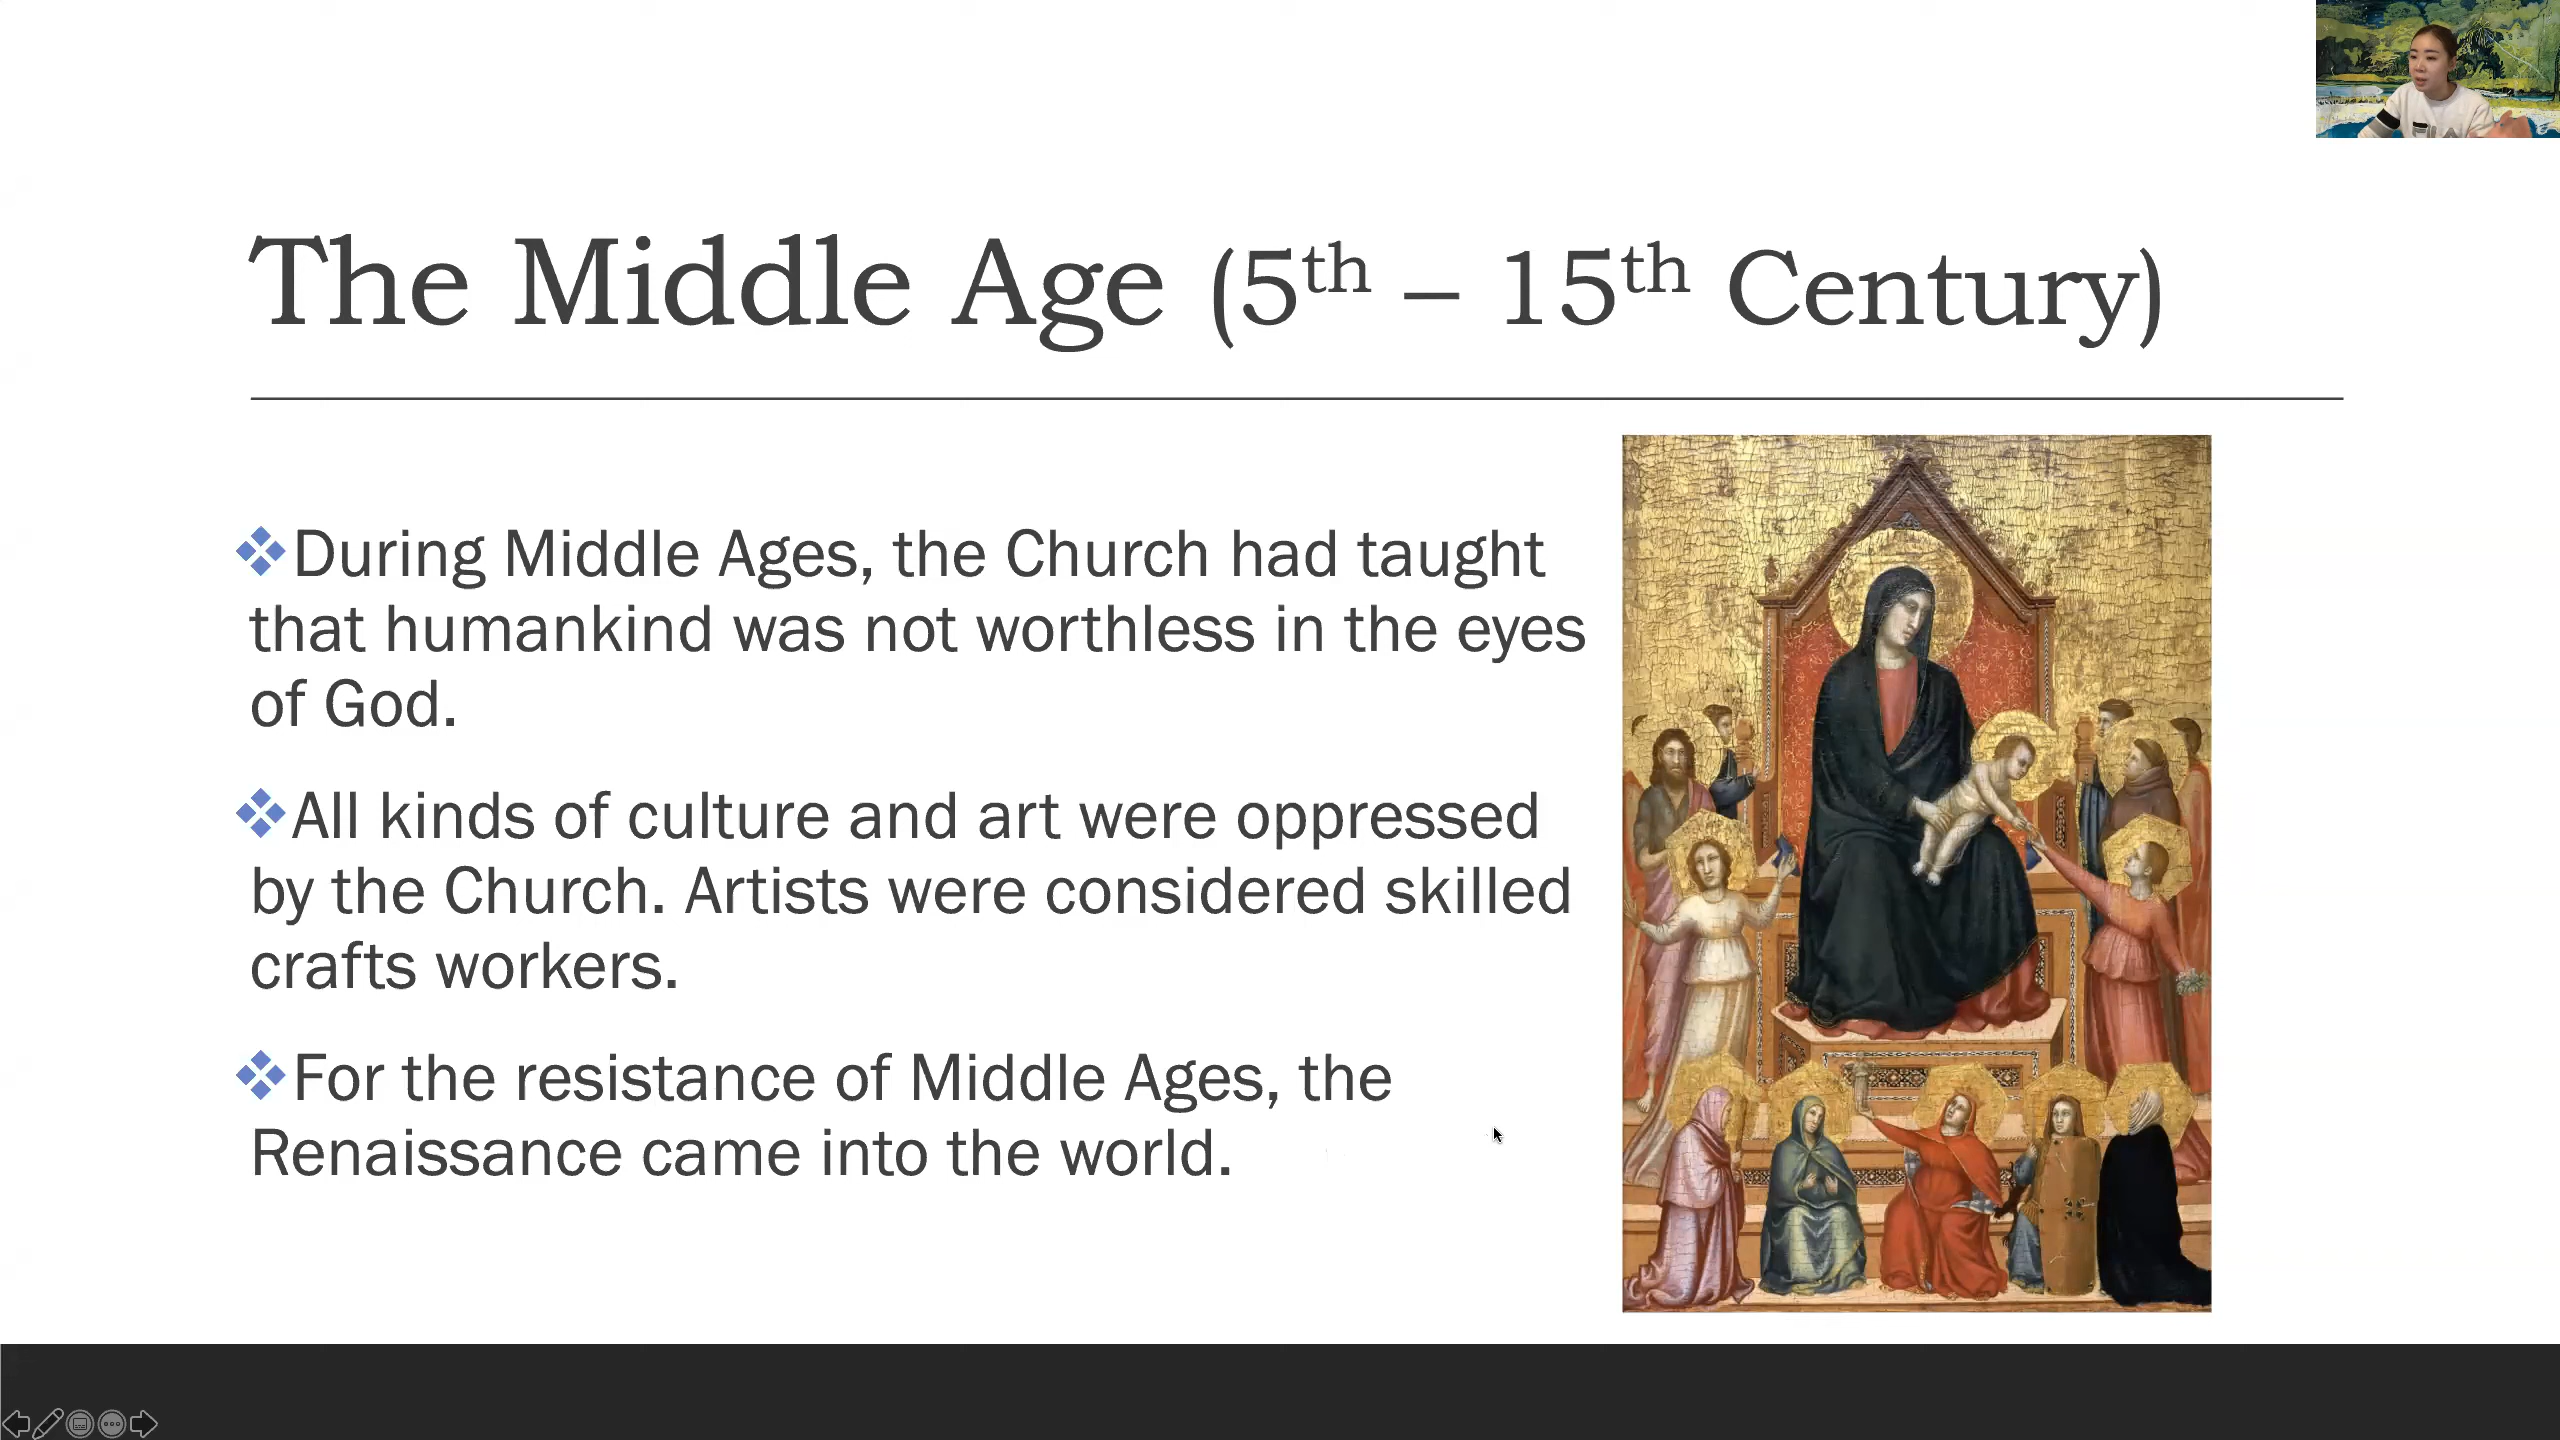 The Middle Age (5th – 15th Century)
During Middle Ages, the Church had taught
that humankind was not worthless in the eyes
of God.
All kinds of culture and art were oppressed
by the Church. Artists were considered skilled
crafts workers.
For the resistance of Middle Ages, the
Renaissance came into the world.
FILA